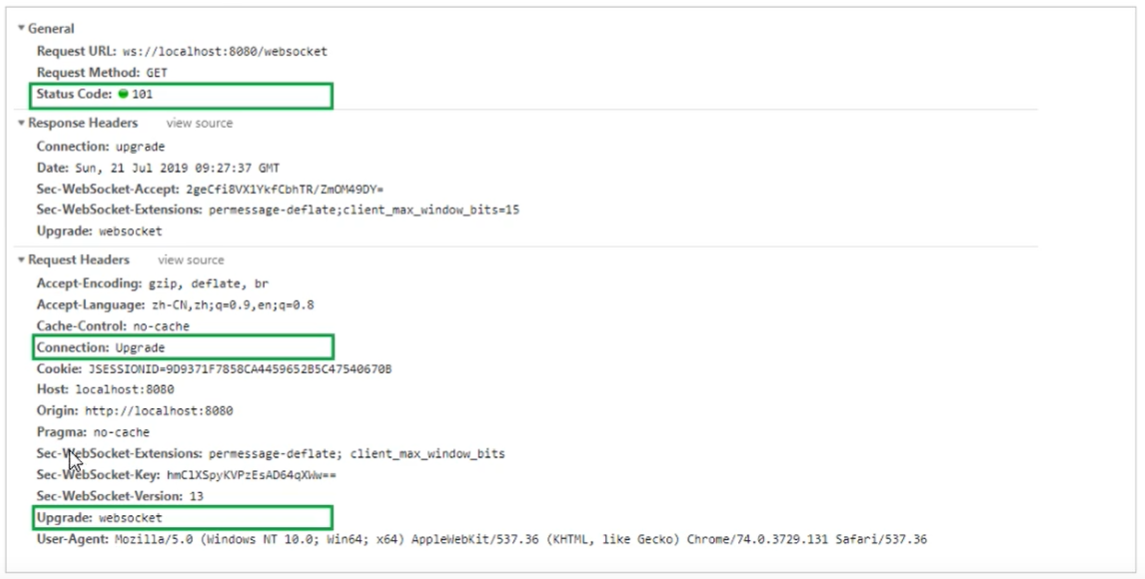 General
Request URL: ws://localhost:8080/websocket
Request Method: GET
Status Code: 101
Response Headers view source
Connection: upgrade
Date: Sun, 21 Jul 2019 09:27:37 GMT
Sec-WebSocket-Accept: 2geCfi8VX1YkfCbhTR/ZmOM49DY=
Sec-WebSocket-Extensions: permessage-deflate;client_max_window_bits=15
Upgrade: websocket
Request Headers view source
Accept-Encoding: gzip, deflate, br
Accept-Language: zh-CN,zh;q=0.9,en;q=0.8
Cache-Control: no-cache
Connection: Upgrade
Cookie: JSESSIONID=9D9371F7858CA4459652B5C47540670B
Host: localhost:8080
Origin: http://localhost:8080
Pragma: no-cache
Sec-WebSocket-Extensions: permessage-deflate; client_max_window_bits
Sec-WebSocket-Key: hmClXSpyKVPzEsAD64qXWw==
Sec-WebSocket-Version: 13
Upgrade: websocket
User-Agent: Mozilla/5.0 (Windows NT 10.0; Win64; x64) AppleWebKit/537.36 (KHTML, like Gecko) Chrome/74.0.3729.131 Safari/537.36